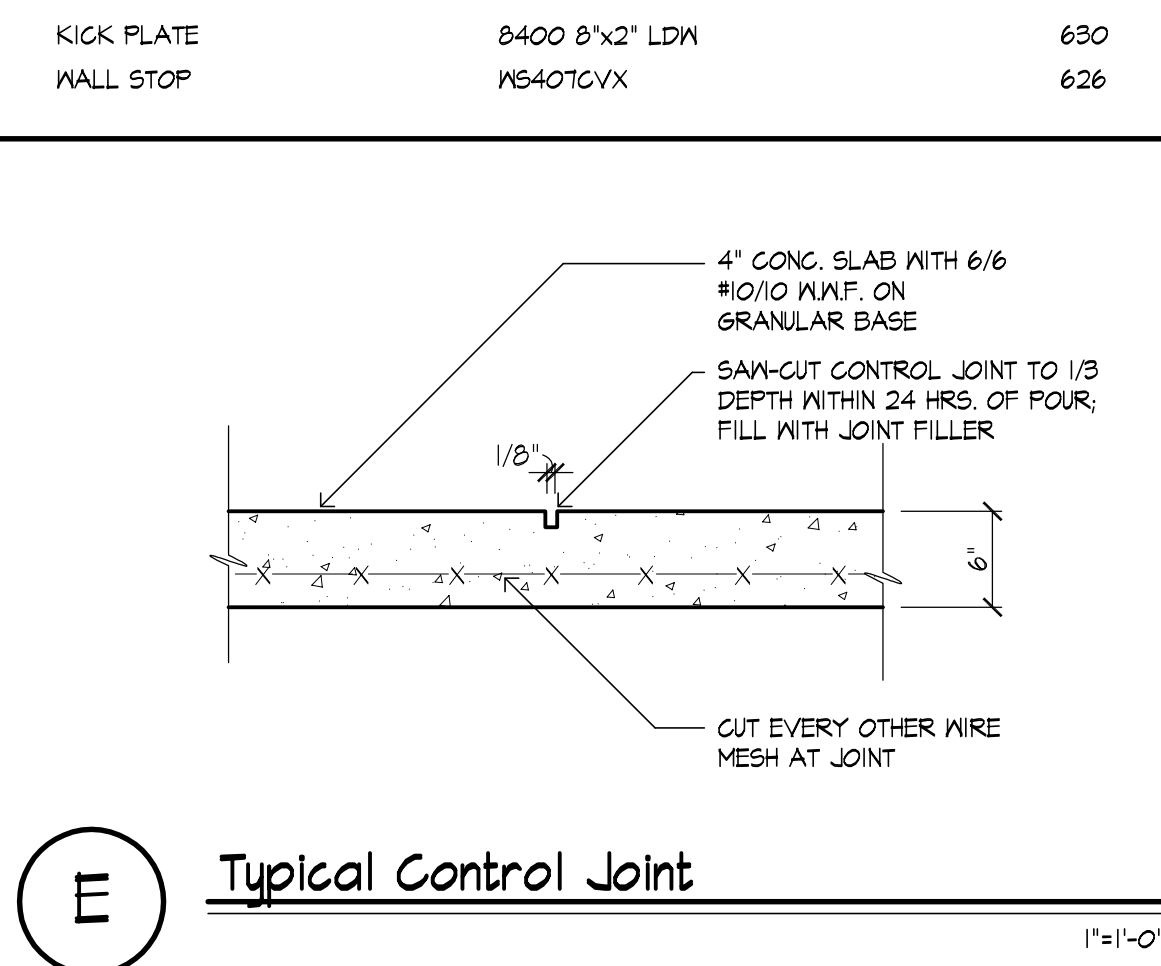 KICK PLATE 8400 8"x2" LDW 630
WALL STOP WS407CVX 626
4" CONC. SLAB WITH 6/6
#10/10 W.W.F. ON
GRANULAR BASE
SAW-CUT CONTROL JOINT TO 1/3
DEPTH WITHIN 24 HRS. OF POUR;
FILL WITH JOINT FILLER
1/8"
6"
CUT EVERY OTHER WIRE
MESH AT JOINT
E
Typical Control Joint
1"=1'-0"